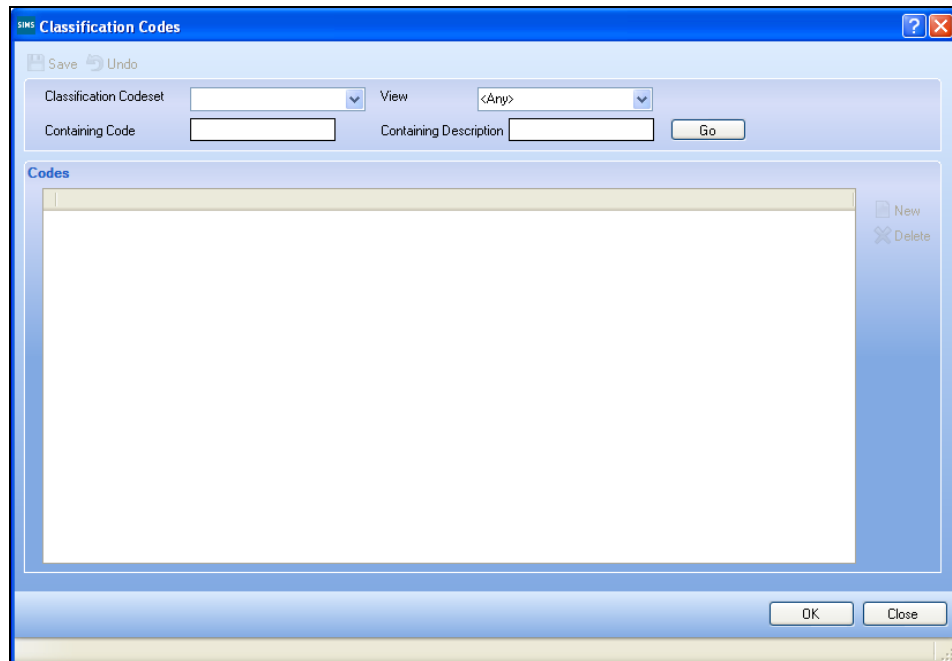 SIMS Classification Codes
Save Undo
Classification Codeset View <Any>
Containing Code Containing Description Go
Codes
New
Delete
OK Close